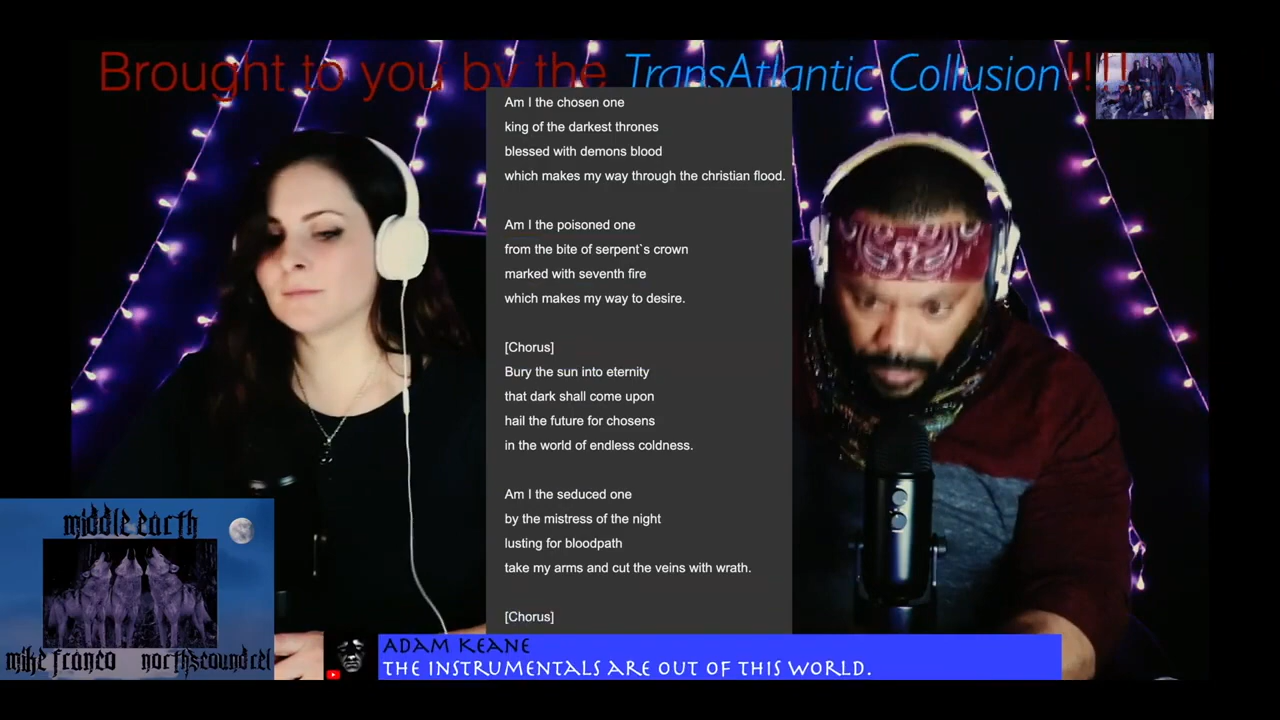 Brought to you by the TransAtlantic Collusion!!!!
Am I the chosen one
king of the darkest thrones
blessed with demons blood
which makes my way through the christian flood.
Am I the poisoned one
from the bite of serpent`s crown
marked with seventh fire
which makes my way to desire.
[Chorus]
Bury the sun into eternity
that dark shall come upon
hail the future for chosens
in the world of endless coldness.
Am I the seduced one
by the mistress of the night
lusting for bloodpath
take my arms and cut the veins with wrath.
[Chorus]
Middle Earth
Mike Franco Northscoundrel
Adam Keane
The instrumentals are out of this world.